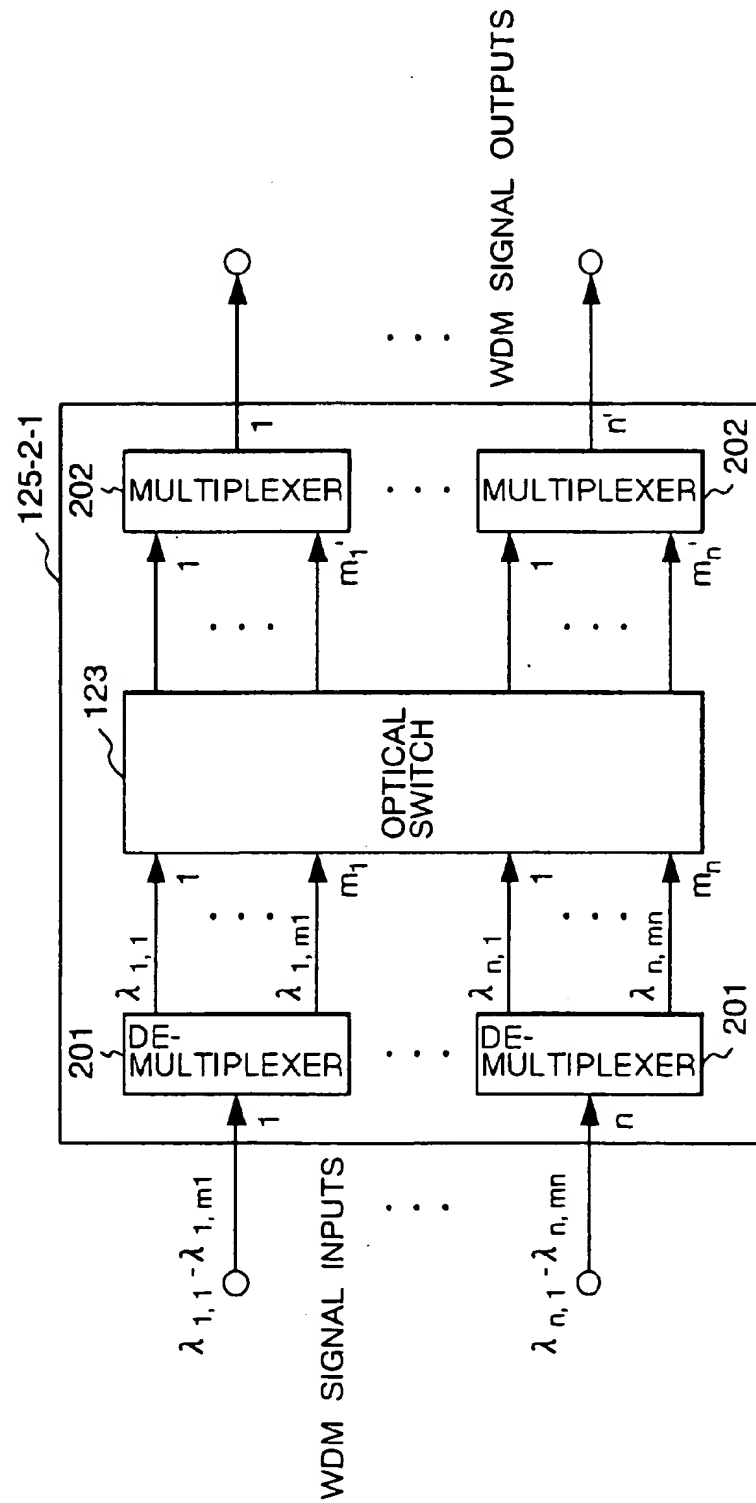 125-2-1
WDM SIGNAL INPUTS
λ1,1 -λ1,m1
1
201
DE-
MULTIPLEXER
λ1,1
λ1,m1
1
m1
123
OPTICAL
SWITCH
1
m1'
202
MULTIPLEXER
1
. . .
λn,1 -λn,mn
n
DE-
MULTIPLEXER
201
λn,1
λn,mn
1
mn
1
mn'
MULTIPLEXER
202
n'
WDM SIGNAL OUTPUTS